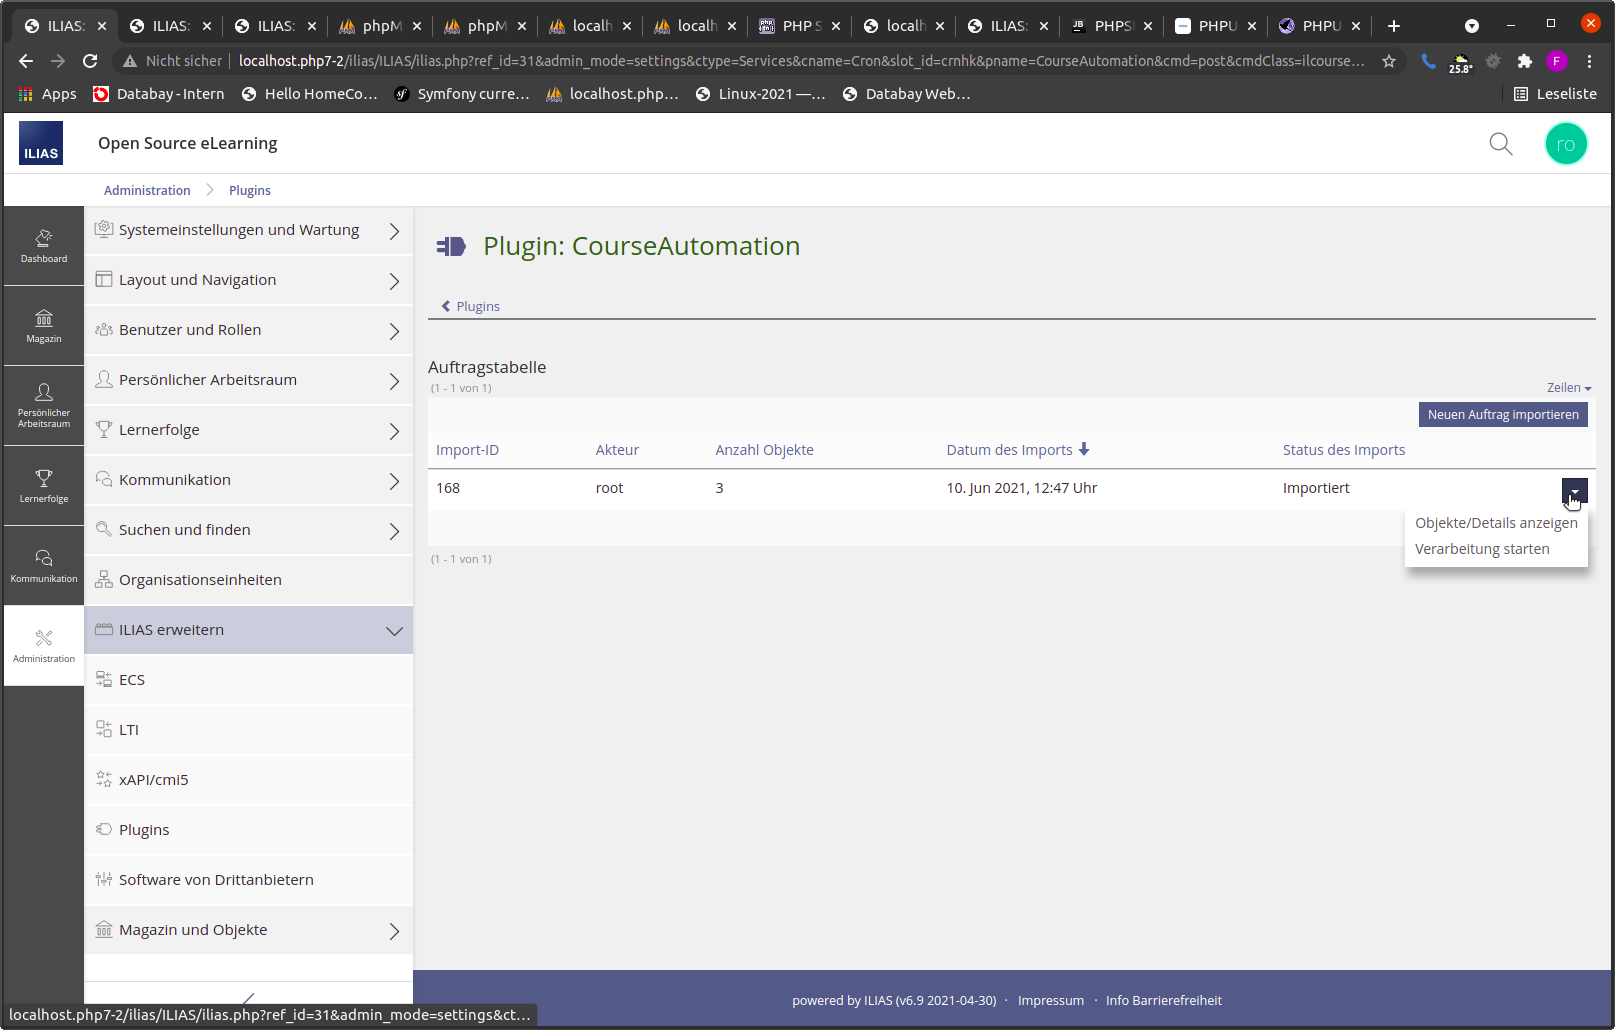 ILIAS:
ILIAS:
ILIAS:
phpM
phpM
localh
localh
PHP S
localh
ILIAS:
PHPS
PHPU
PHPU
Nicht sicher
localhost.php7-2/ilias/ILIAS/ilias.php?ref_id=31&admin_mode=settings&ctype=Services&cname=Cron&slot_id=crnhk&pname=CourseAutomation&cmd=post&cmdClass=ilcourse…
25.8°
F
Apps
Databay - Intern
Hello HomeCo…
Symfony curre…
localhost.php…
Linux-2021 —…
Databay Web…
Leseliste
ILIAS
Open Source eLearning
ro
Administration
Plugins
Dashboard
Magazin
Persönlicher
Arbeitsraum
Lernerfolge
Kommunikation
Administration
Systemeinstellungen und Wartung
Layout und Navigation
Benutzer und Rollen
Persönlicher Arbeitsraum
Lernerfolge
Kommunikation
Suchen und finden
Organisationseinheiten
ILIAS erweitern
ECS
LTI
xAPI/cmi5
Plugins
Software von Drittanbietern
Magazin und Objekte
Plugin: CourseAutomation
Plugins
Auftragstabelle
(1 - 1 von 1)
Zeilen
Neuen Auftrag importieren
Import-ID Akteur Anzahl Objekte Datum des Imports Status des Imports
168 root 3 10. Jun 2021, 12:47 Uhr Importiert
Objekte/Details anzeigen
Verarbeitung starten
(1 - 1 von 1)
powered by ILIAS (v6.9 2021-04-30) · Impressum · Info Barrierefreiheit
localhost.php7-2/ilias/ILIAS/ilias.php?ref_id=31&admin_mode=settings&ct…